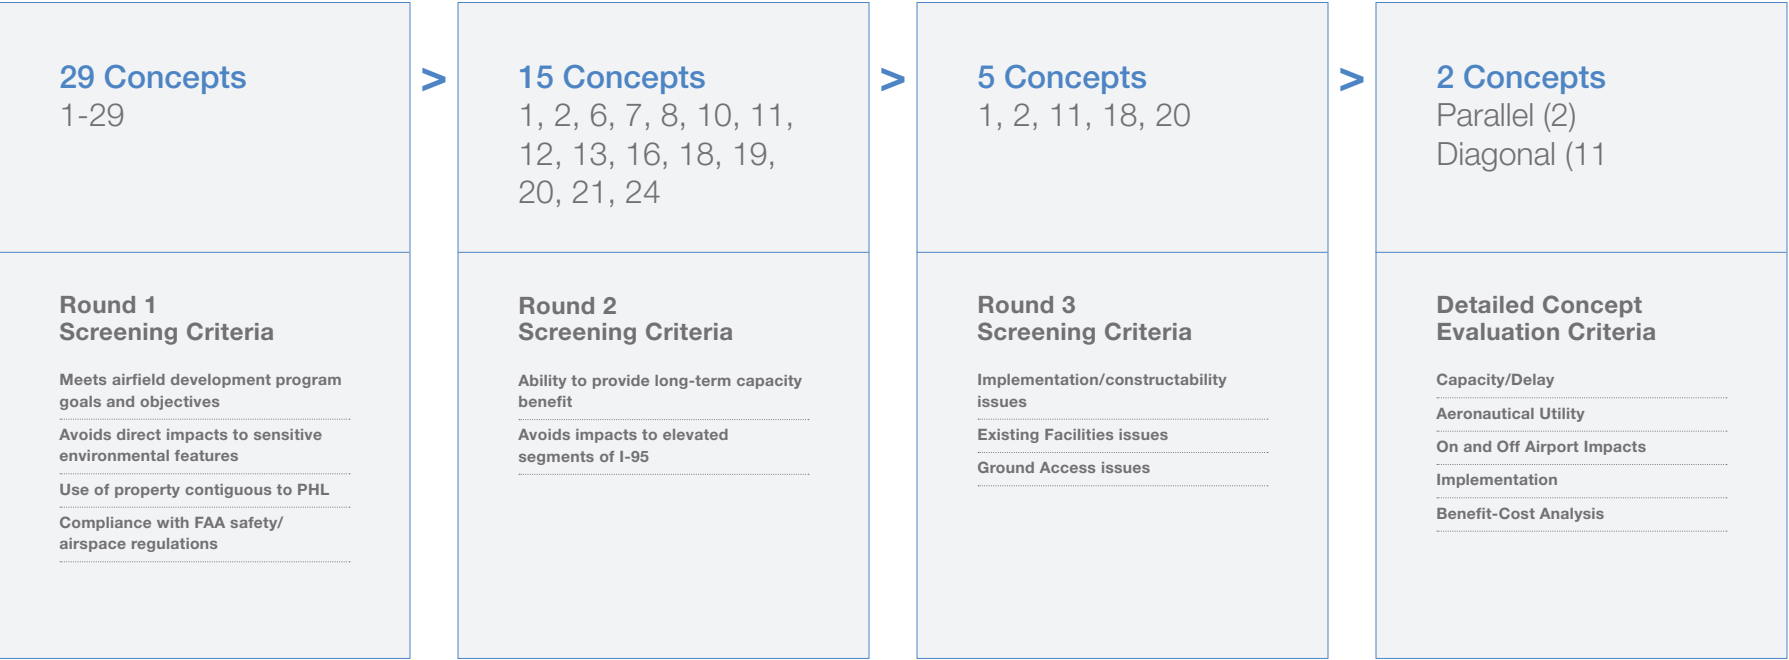 29 Concepts
1-29
Round 1
Screening Criteria
Meets airfield development program
goals and objectives
Avoids direct impacts to sensitive
environmental features
Use of property contiguous to PHL
Compliance with FAA safety/
airspace regulations
>
15 Concepts
1, 2, 6, 7, 8, 10, 11,
12, 13, 16, 18, 19,
20, 21, 24
Round 2
Screening Criteria
Ability to provide long-term capacity
benefit
Avoids impacts to elevated
segments of I-95
>
5 Concepts
1, 2, 11, 18, 20
Round 3
Screening Criteria
Implementation/constructability
issues
Existing Facilities issues
Ground Access issues
>
2 Concepts
Parallel (2)
Diagonal (11
Detailed Concept
Evaluation Criteria
Capacity/Delay
Aeronautical Utility
On and Off Airport Impacts
Implementation
Benefit-Cost Analysis